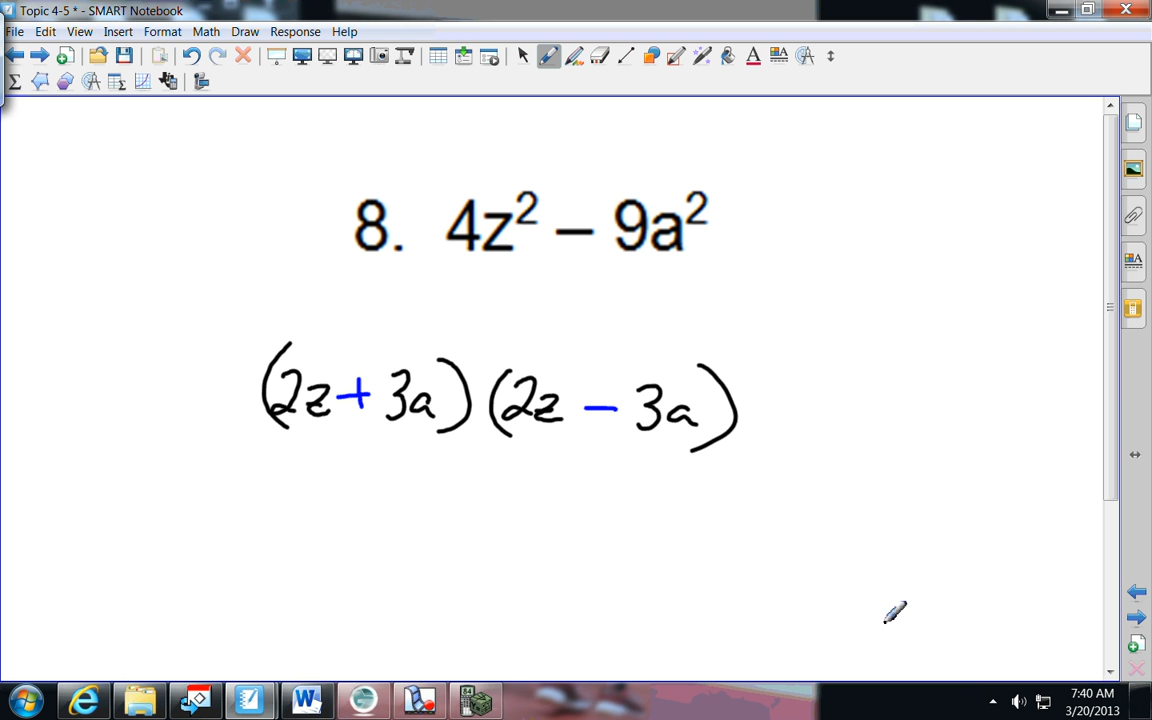 Topic 4-5 * - SMART Notebook
File Edit View Insert Format Math Draw Response Help
8. 4z² – 9a²
(2z + 3a) (2z – 3a)
7:40 AM
3/20/2013